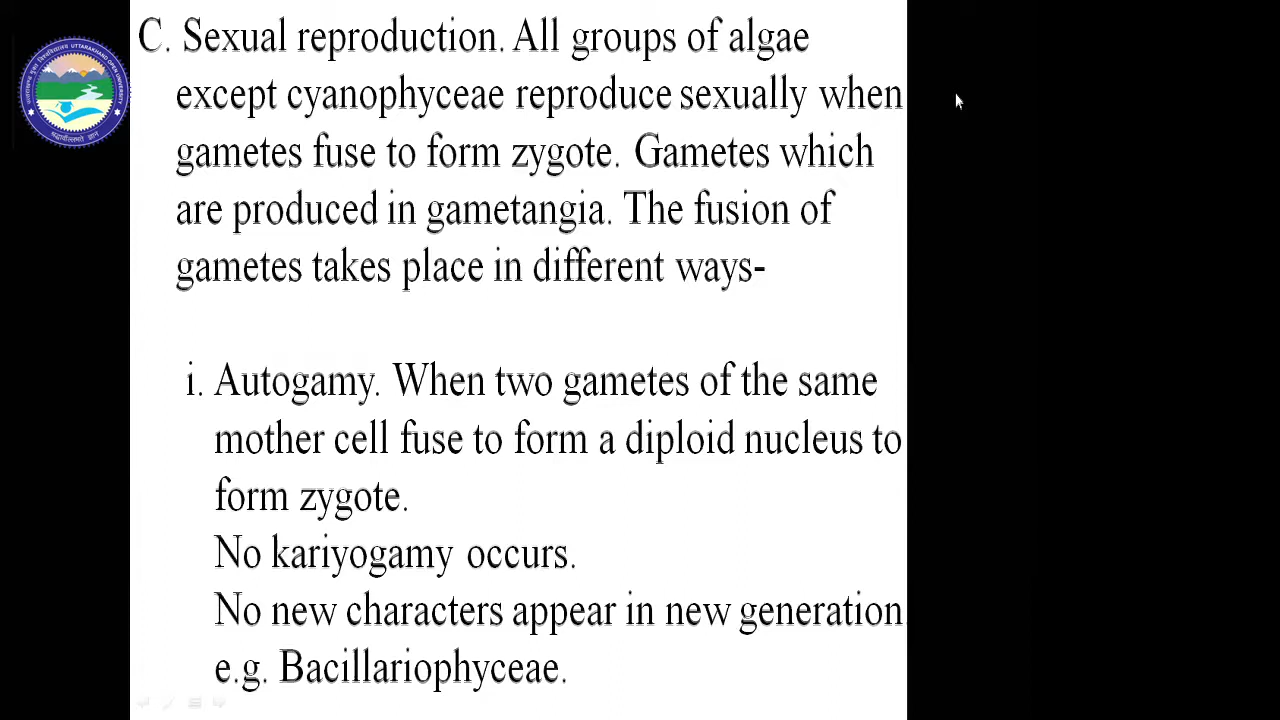 C. Sexual reproduction. All groups of algae
except cyanophyceae reproduce sexually when
gametes fuse to form zygote. Gametes which
are produced in gametangia. The fusion of
gametes takes place in different ways-
i. Autogamy. When two gametes of the same
mother cell fuse to form a diploid nucleus to
form zygote.
No kariyogamy occurs.
No new characters appear in new generation.
e.g. Bacillariophyceae.
UTTARAKHAND OPEN UNIVERSITY